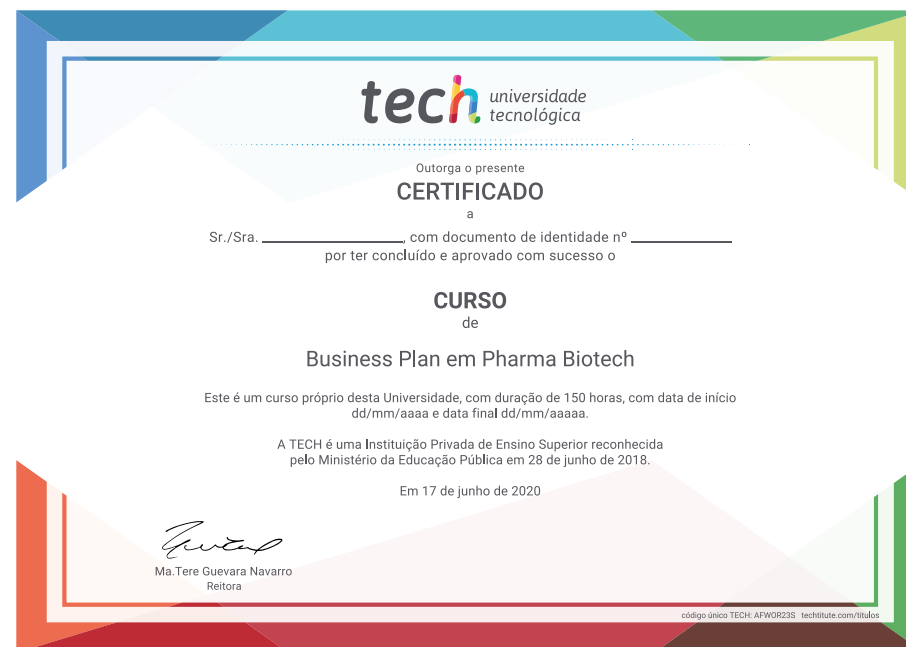 tech universidade
tecnológica
Outorga o presente
CERTIFICADO
a
Sr./Sra. ____________, com documento de identidade nº ____________
por ter concluído e aprovado com sucesso o
CURSO
de
Business Plan em Pharma Biotech
Este é um curso próprio desta Universidade, com duração de 150 horas, com data de início
dd/mm/aaaa e data final dd/mm/aaaaa.
A TECH é uma Instituição Privada de Ensino Superior reconhecida
pelo Ministério da Educação Pública em 28 de junho de 2018.
Em 17 de junho de 2020
Ma.Tere Guevara Navarro
Reitora
código único TECH: AFWOR23S techtitute.com/títulos